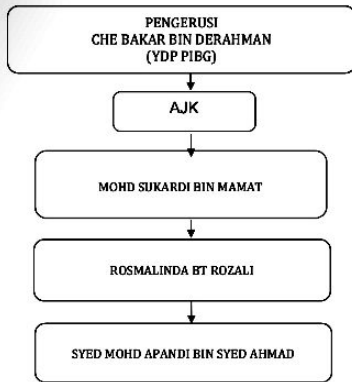 PENGERUSI
CHE BAKAR BIN DERAHMAN
(YDP PIBG)
AJK
MOHD SUKARDI BIN MAMAT
ROSMALINDA BT ROZALI
SYED MOHD APANDI BIN SYED AHMAD